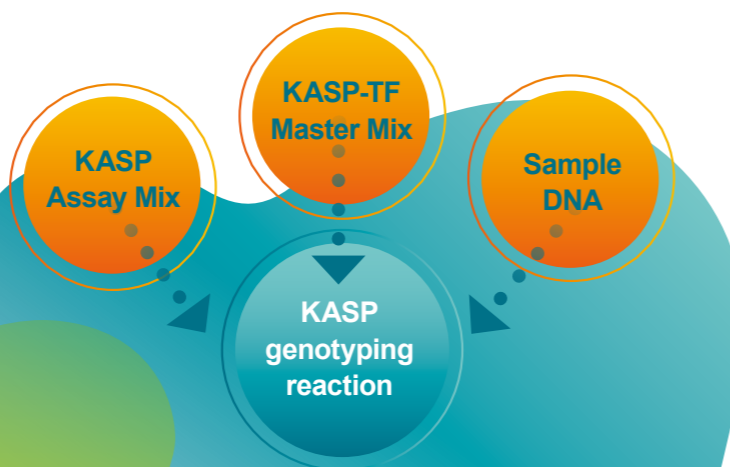 KASP
Assay Mix
KASP-TF
Master Mix
Sample
DNA
KASP
genotyping
reaction